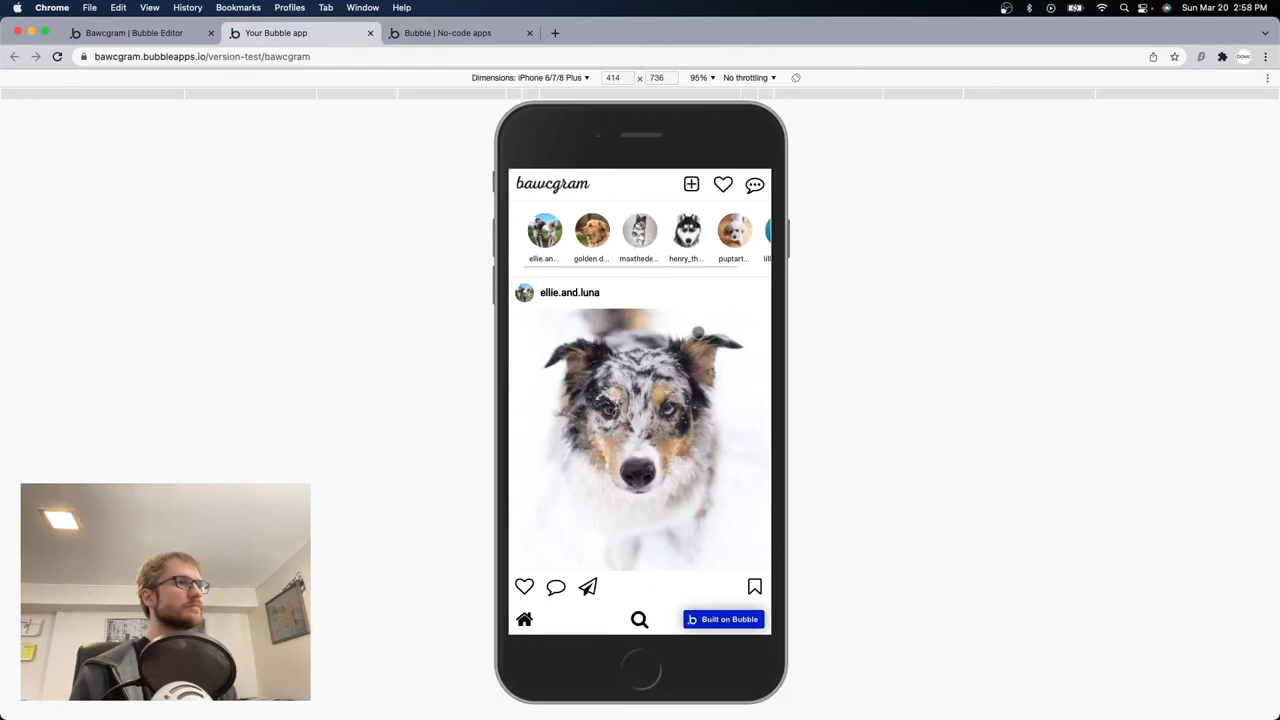 Chrome File Edit View History Bookmarks Profiles Tab Window Help Sun Mar 20 2:58 PM
Bawcgram | Bubble Editor Your Bubble app Bubble | No-code apps
bawcgram.bubbleapps.io/version-test/bawcgram
Dimensions: iPhone 6/7/8 Plus 414 x 736 95% No throttling
bawcgram
ellie.an... golden.d... maxthede... henry_th... puptart... lill
ellie.and.luna
Built on Bubble